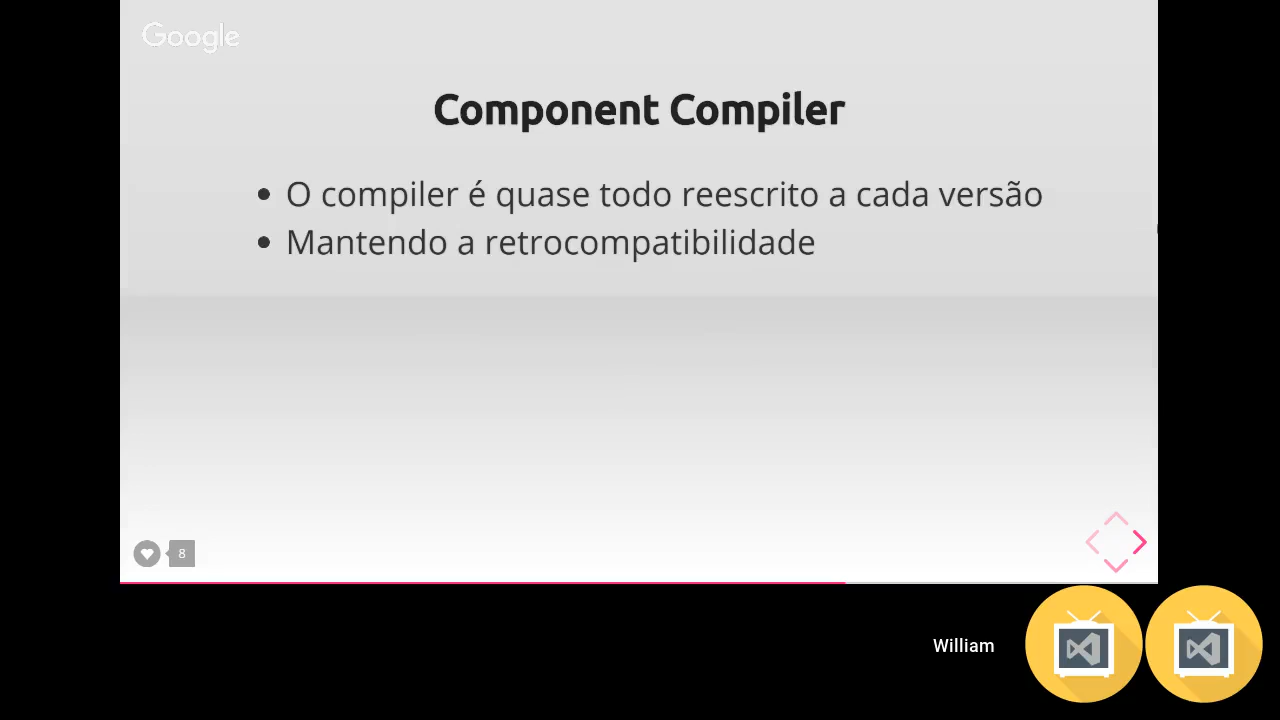 Google
Component Compiler
O compiler é quase todo reescrito a cada versão
Mantendo a retrocompatibilidade
8
William